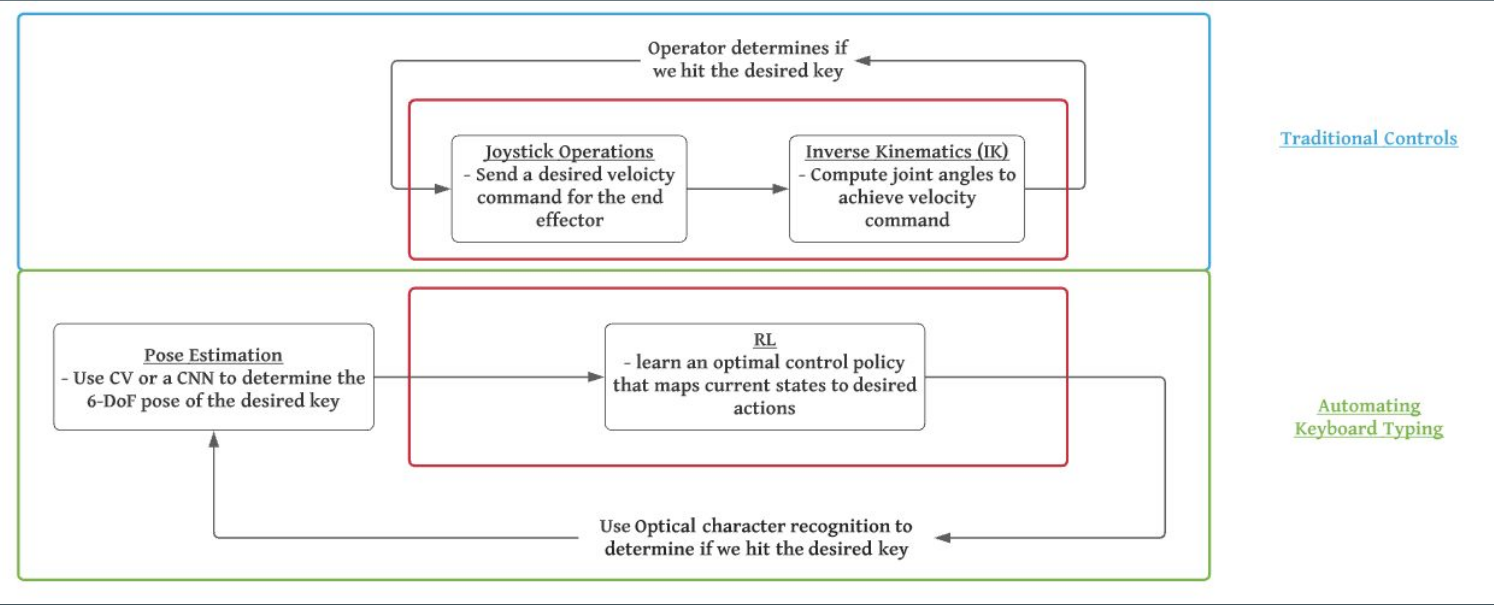 Operator determines if
we hit the desired key
Joystick Operations
- Send a desired veloicty
command for the end
effector
Inverse Kinematics (IK)
- Compute joint angles to
achieve velocity
command
Traditional Controls
Pose Estimation
- Use CV or a CNN to determine the
6-DoF pose of the desired key
RL
- learn an optimal control policy
that maps current states to desired
actions
Automating
Keyboard Typing
Use Optical character recognition to
determine if we hit the desired key